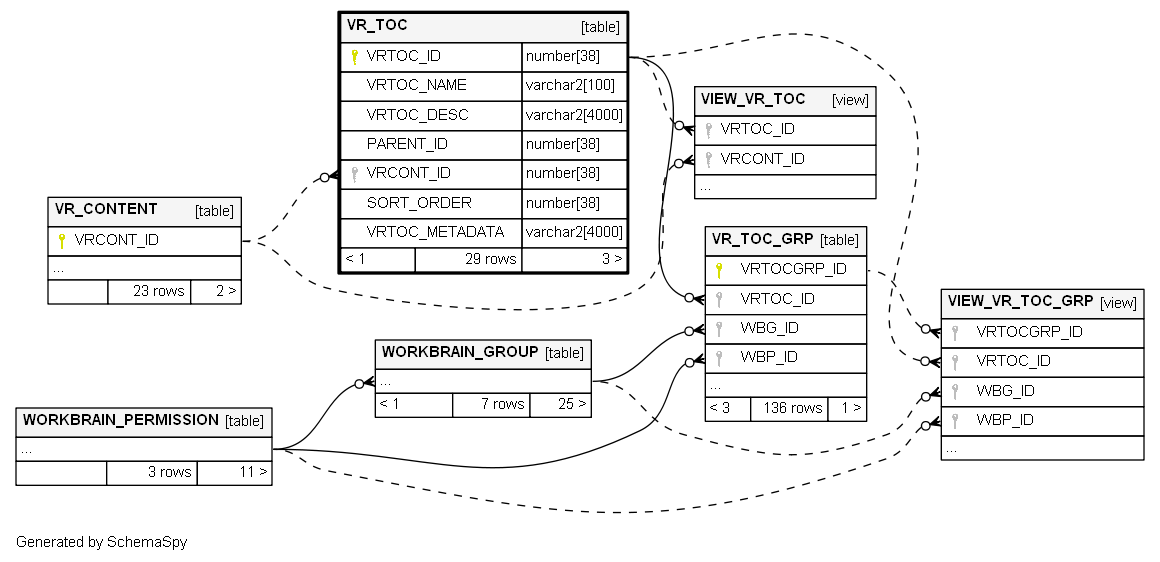 VR_TOC [table]
VRTOC_ID number[38]
VRTOC_NAME varchar2[100]
VRTOC_DESC varchar2[4000]
PARENT_ID number[38]
VRCONT_ID number[38]
SORT_ORDER number[38]
VRTOC_METADATA varchar2[4000]
< 1 29 rows 3 >
VIEW_VR_TOC [view]
VRTOC_ID
VRCONT_ID
...
VR_CONTENT [table]
VRCONT_ID
...
23 rows 2 >
VR_TOC_GRP [table]
VRTOCGRP_ID
VRTOC_ID
WBG_ID
WBP_ID
...
< 3 136 rows 1 >
VIEW_VR_TOC_GRP [view]
VRTOCGRP_ID
VRTOC_ID
WBG_ID
WBP_ID
...
WORKBRAIN_GROUP [table]
...
< 1 7 rows 25 >
WORKBRAIN_PERMISSION [table]
...
3 rows 11 >
Generated by SchemaSpy